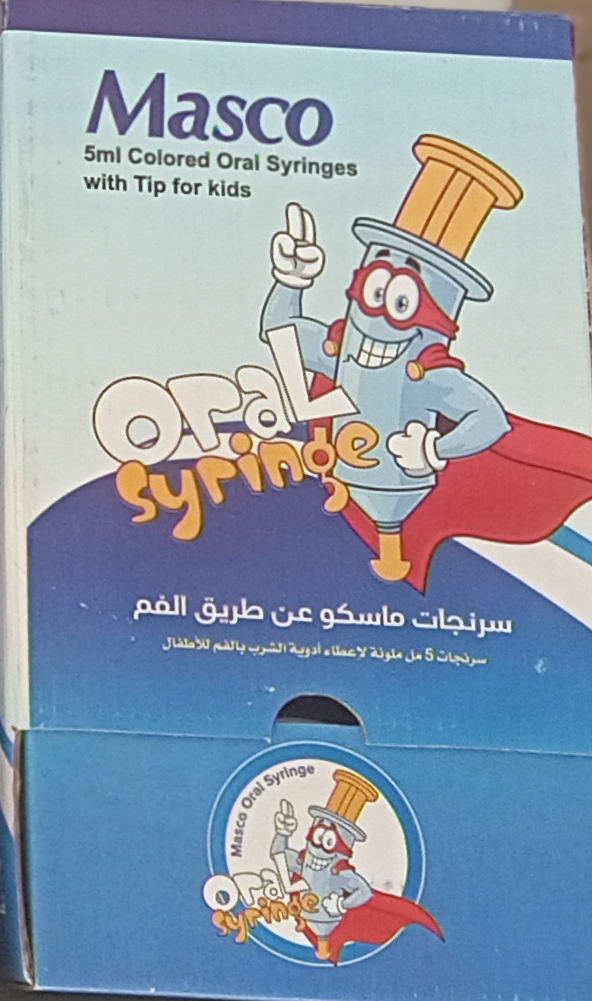 Masco
5ml Colored Oral Syringes
with Tip for kids
oral
syringe
سرنجات ماسكو عن طريق الفم
سرنجات 5 مل ملونة لاعطاء أدوية الشرب بالفم للأطفال
Masco Oral Syringe
oral
syringe